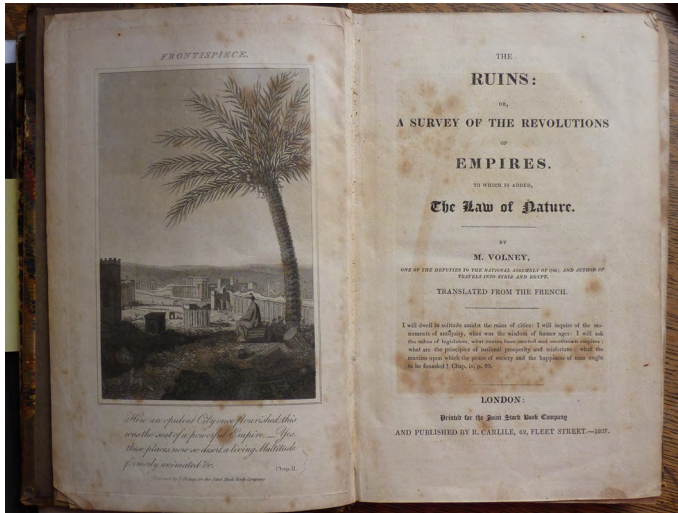 FRONTISPIECE.
Here an opulent City once flourished; this
was the seat of a powerful Empire. — Yes,
these places, now so desert, a living Multitude
formerly animated &c.
Chap. II.
for the Joint Stock Book Company
THE
RUINS:
OR,
A SURVEY OF THE REVOLUTIONS
OF
EMPIRES.
TO WHICH IS ADDED,
The Law of Nature.
BY
M. VOLNEY,
ONE OF THE DEPUTIES TO THE NATIONAL ASSEMBLY OF 1789; AND AUTHOR OF
TRAVELS INTO SYRIA AND EGYPT.
TRANSLATED FROM THE FRENCH.
I will dwell in solitude amidst the ruins of cities: I will inquire of the mo-
numents of antiquity, what was the wisdom of former ages: I will ask
the ashes of legislators, what causes have erected and overthrown empires;
what are the principles of national prosperity and misfortune; what the
maxims upon which the peace of society and the happiness of man ought
to be founded? Chap. iv. p.
LONDON:
Printed for the Joint Stock Book Company
AND PUBLISHED BY R. CARLILE, 62, FLEET STREET.—1827.